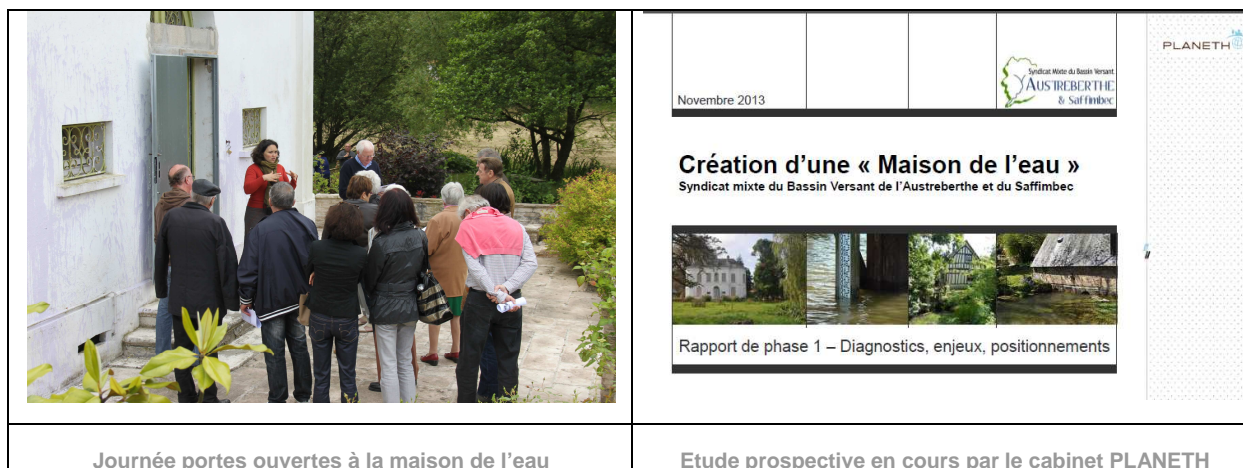 Novembre 2013
Syndicat Mixte du Bassin Versant
AUSTREBERTHE
& Saffimbec
PLANETH
Création d'une « Maison de l'eau »
Syndicat mixte du Bassin Versant de l'Austreberthe et du Saffimbec
Rapport de phase 1 – Diagnostics, enjeux, positionnements
Journée portes ouvertes à la maison de l'eau
Etude prospective en cours par le cabinet PLANETH